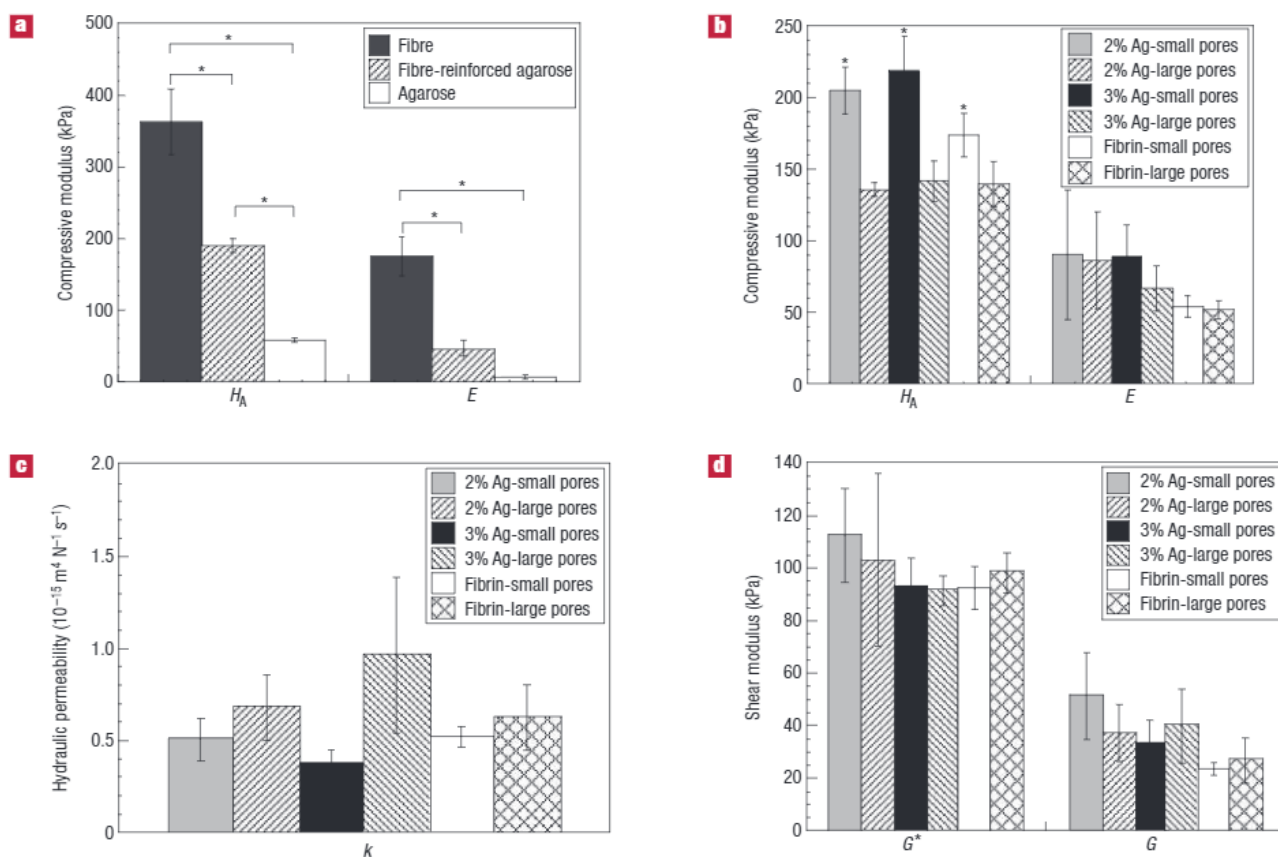 a
500
400
300
200
100
0
Compressive modulus (kPa)
* * * * *
Fibre
Fibre-reinforced agarose
Agarose
H_A E
b
250
200
150
100
50
0
Compressive modulus (kPa)
* * *
2% Ag-small pores
2% Ag-large pores
3% Ag-small pores
3% Ag-large pores
Fibrin-small pores
Fibrin-large pores
H_A E
c
2.0
1.5
1.0
0.5
0
Hydraulic permeability (10⁻¹⁵ m⁴ N⁻¹ s⁻¹)
2% Ag-small pores
2% Ag-large pores
3% Ag-small pores
3% Ag-large pores
Fibrin-small pores
Fibrin-large pores
k
d
140
120
100
80
60
40
20
0
Shear modulus (kPa)
2% Ag-small pores
2% Ag-large pores
3% Ag-small pores
3% Ag-large pores
Fibrin-small pores
Fibrin-large pores
G* G